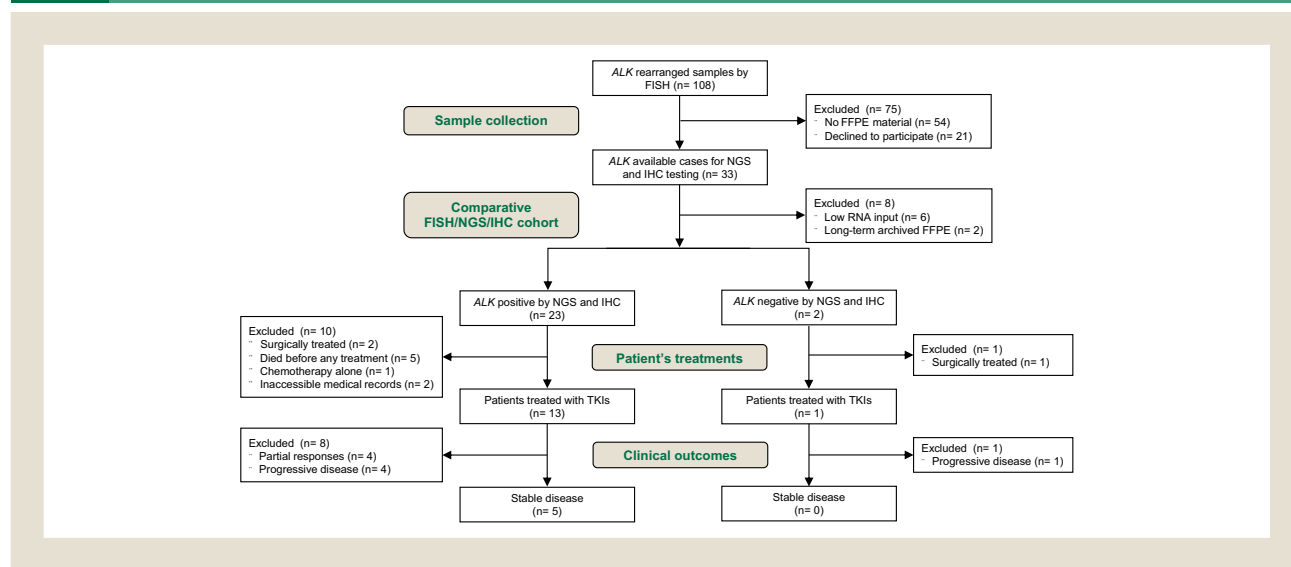 ALK rearranged samples by
FISH (n= 108)
Sample collection
Excluded (n= 75)
- No FFPE material (n= 54)
- Declined to participate (n= 21)
ALK available cases for NGS
and IHC testing (n= 33)
Comparative
FISH/NGS/IHC cohort
Excluded (n= 8)
- Low RNA input (n= 6)
- Long-term archived FFPE (n= 2)
ALK positive by NGS and IHC
(n= 23)
ALK negative by NGS and IHC
(n= 2)
Excluded (n= 10)
- Surgically treated (n= 2)
- Died before any treatment (n= 5)
- Chemotherapy alone (n= 1)
- Inaccessible medical records (n= 2)
Patient's treatments
Excluded (n= 1)
- Surgically treated (n= 1)
Patients treated with TKIs
(n= 13)
Patients treated with TKIs
(n= 1)
Excluded (n= 8)
- Partial responses (n= 4)
- Progressive disease (n= 4)
Clinical outcomes
Excluded (n= 1)
- Progressive disease (n= 1)
Stable disease
(n= 5)
Stable disease
(n= 0)